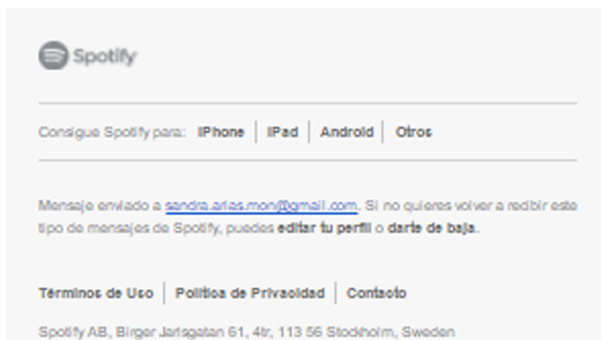 Spotify
Consigue Spotify para: iPhone | iPad | Android | Otros
Mensaje enviado a sandra.arias.mon@gmail.com. Si no quieres volver a recibir este
tipo de mensajes de Spotify, puedes editar tu perfil o darte de baja.
Términos de Uso | Política de Privacidad | Contacto
Spotify AB, Birger Jarlsgatan 61, 4tr, 113 56 Stockholm, Sweden